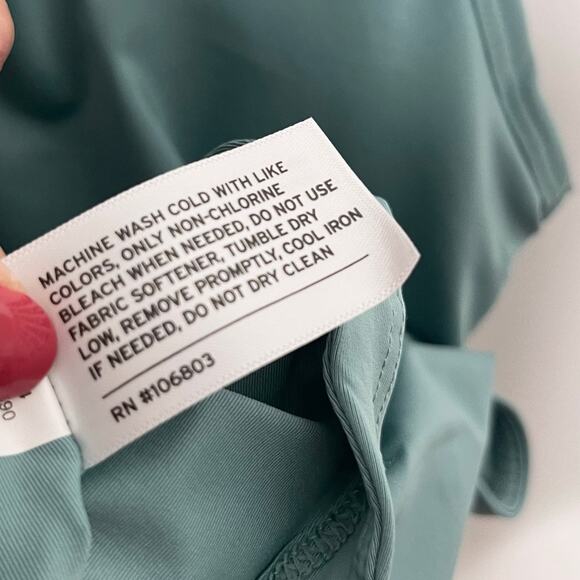 MACHINE WASH COLD WITH LIKE
COLORS, ONLY NON-CHLORINE
BLEACH WHEN NEEDED, DO NOT USE
FABRIC SOFTENER, TUMBLE DRY
LOW, REMOVE PROMPTLY, COOL IRON
IF NEEDED, DO NOT DRY CLEAN
RN #106803